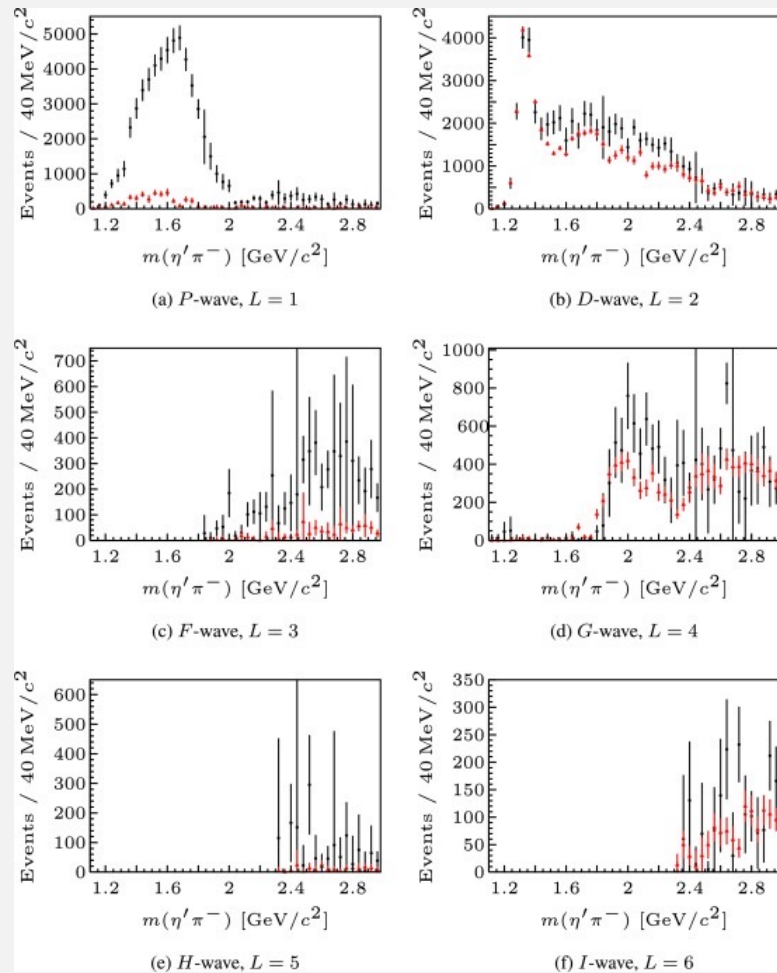 Events / 40 MeV/c²
5000
4000
3000
2000
1000
0
1.2 1.6 2 2.4 2.8
m(η′π⁻) [GeV/c²]
(a) P-wave, L = 1
Events / 40 MeV/c²
4000
3000
2000
1000
0
1.2 1.6 2 2.4 2.8
m(η′π⁻) [GeV/c²]
(b) D-wave, L = 2
Events / 40 MeV/c²
700
600
500
400
300
200
100
0
1.2 1.6 2 2.4 2.8
m(η′π⁻) [GeV/c²]
(c) F-wave, L = 3
Events / 40 MeV/c²
1000
800
600
400
200
0
1.2 1.6 2 2.4 2.8
m(η′π⁻) [GeV/c²]
(d) G-wave, L = 4
Events / 40 MeV/c²
600
500
400
300
200
100
0
1.2 1.6 2 2.4 2.8
m(η′π⁻) [GeV/c²]
(e) H-wave, L = 5
Events / 40 MeV/c²
350
300
250
200
150
100
50
0
1.2 1.6 2 2.4 2.8
m(η′π⁻) [GeV/c²]
(f) I-wave, L = 6